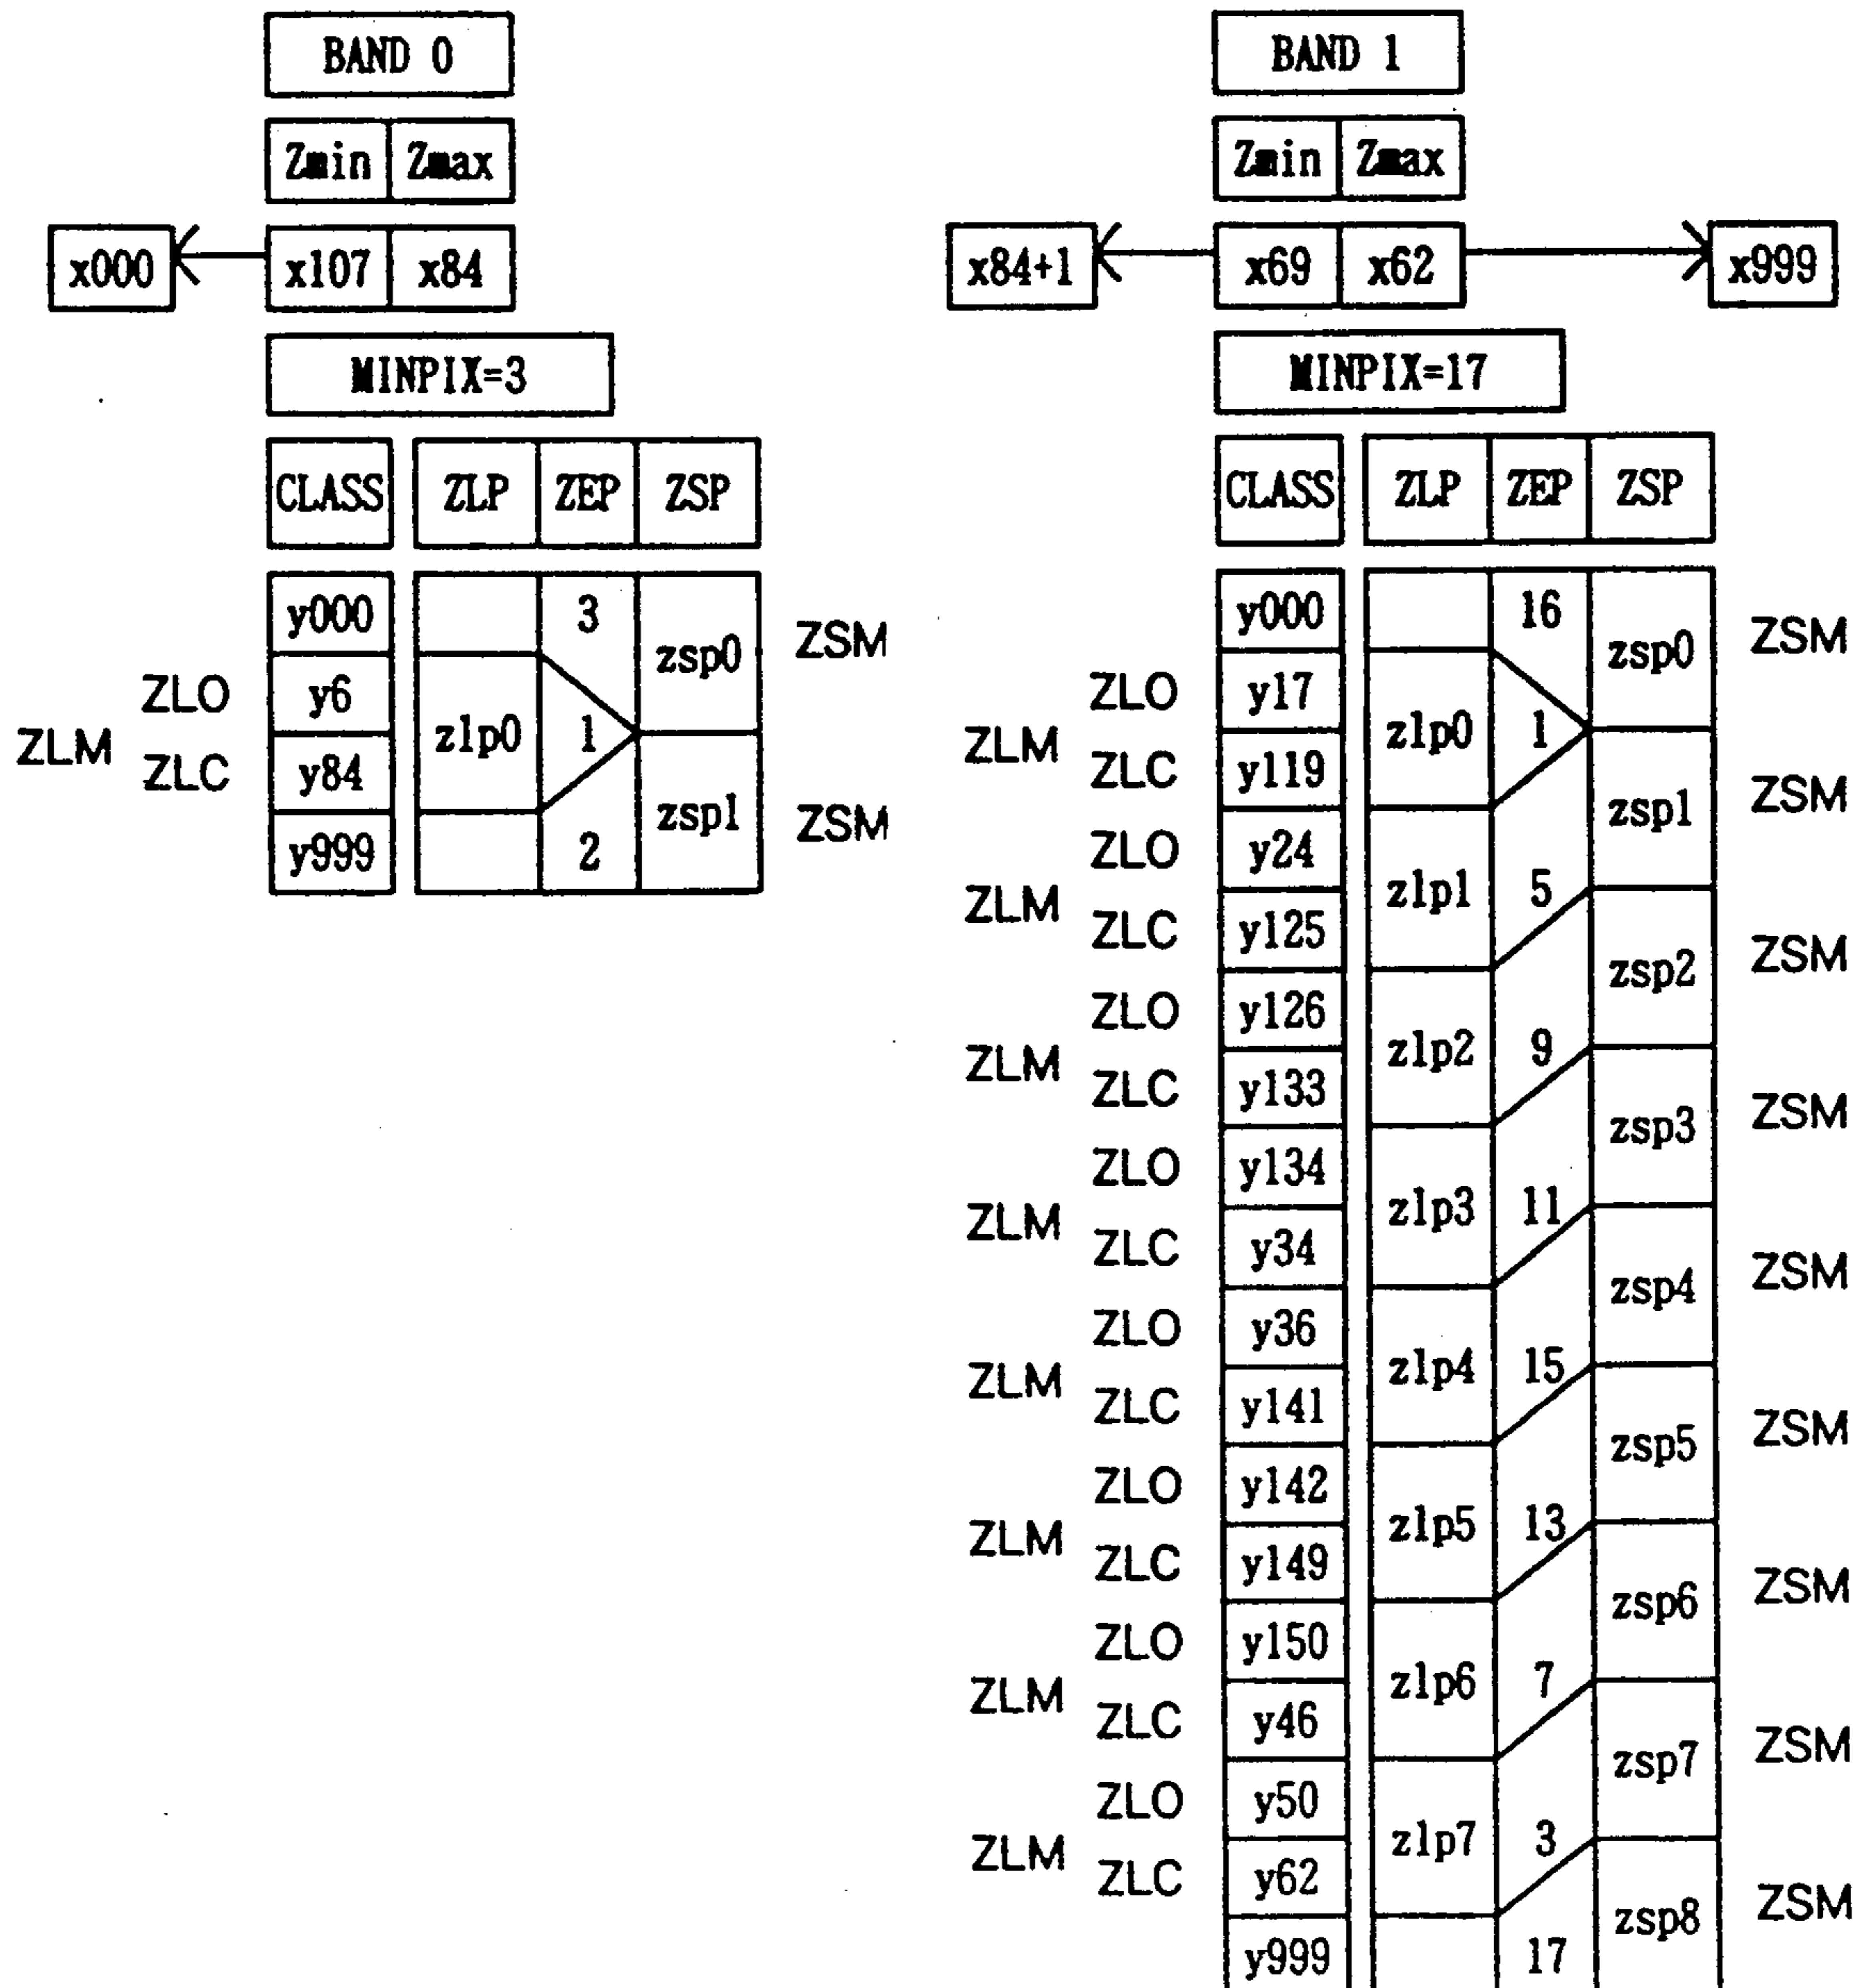 BAND 0
Zmin Zmax
x000 x107 x84
MINPIX=3
CLASS ZLP ZEP ZSP
y000 3
zsp0 ZSM
ZLO y6
ZLM zlp0 1
ZLC y84
zsp1 ZSM
y999 2
BAND 1
Zmin Zmax
x84+1 x69 x62 x999
MINPIX=17
CLASS ZLP ZEP ZSP
y000 16
zsp0 ZSM
ZLO y17
ZLM zlp0 1
ZLC y119
zsp1 ZSM
ZLO y24
ZLM zlp1 5
ZLC y125
zsp2 ZSM
ZLO y126
ZLM zlp2 9
ZLC y133
zsp3 ZSM
ZLO y134
ZLM zlp3 11
ZLC y34
zsp4 ZSM
ZLO y36
ZLM zlp4 15
ZLC y141
zsp5 ZSM
ZLO y142
ZLM zlp5 13
ZLC y149
zsp6 ZSM
ZLO y150
ZLM zlp6 7
ZLC y46
zsp7 ZSM
ZLO y50
ZLM zlp7 3
ZLC y62
zsp8 ZSM
y999 17